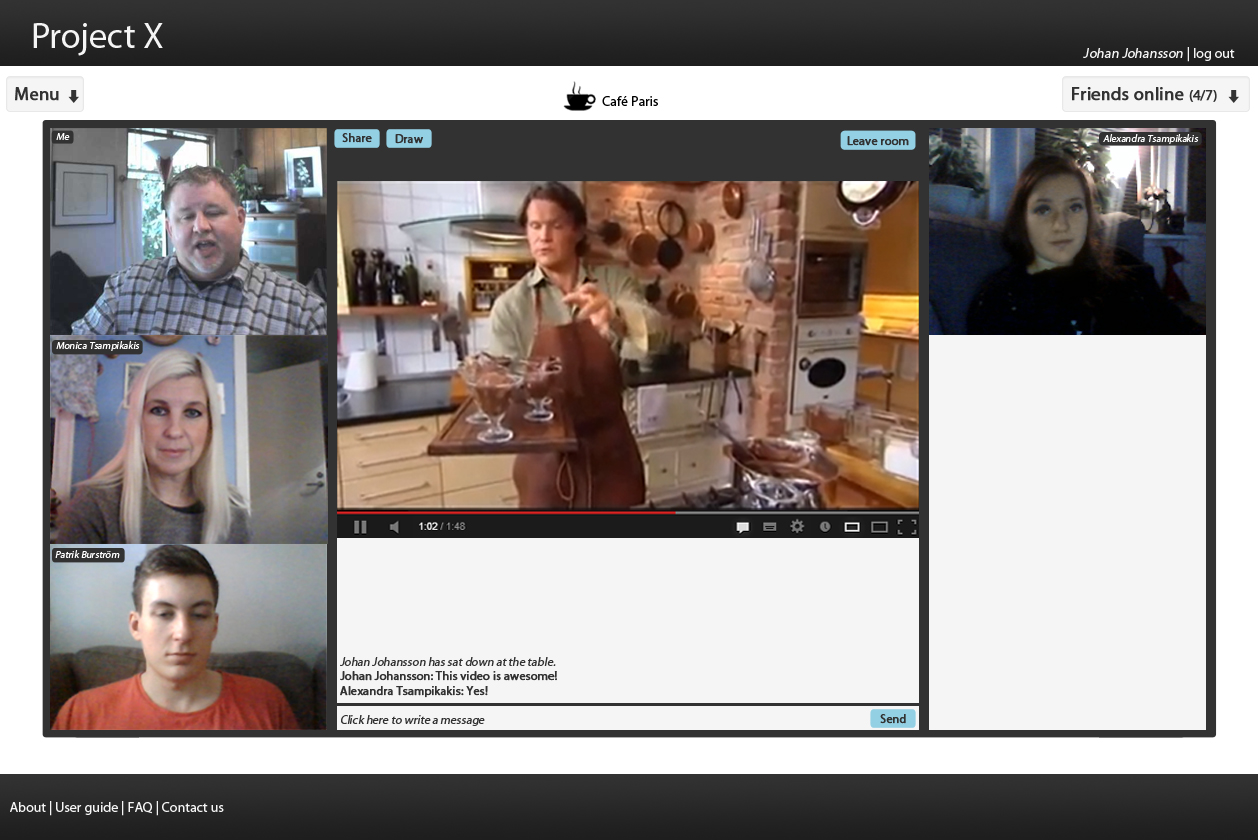 Project X
Johan Johansson | log out
Menu
Café Paris
Friends online (4/7)
Me
Share
Draw
Leave room
Alexandra Tsampikakis
Monica Tsampikakis
Patrik Burström
1:02 / 1:48
Johan Johansson has sat down at the table.
Johan Johansson: This video is awesome!
Alexandra Tsampikakis: Yes!
Click here to write a message
Send
About | User guide | FAQ | Contact us